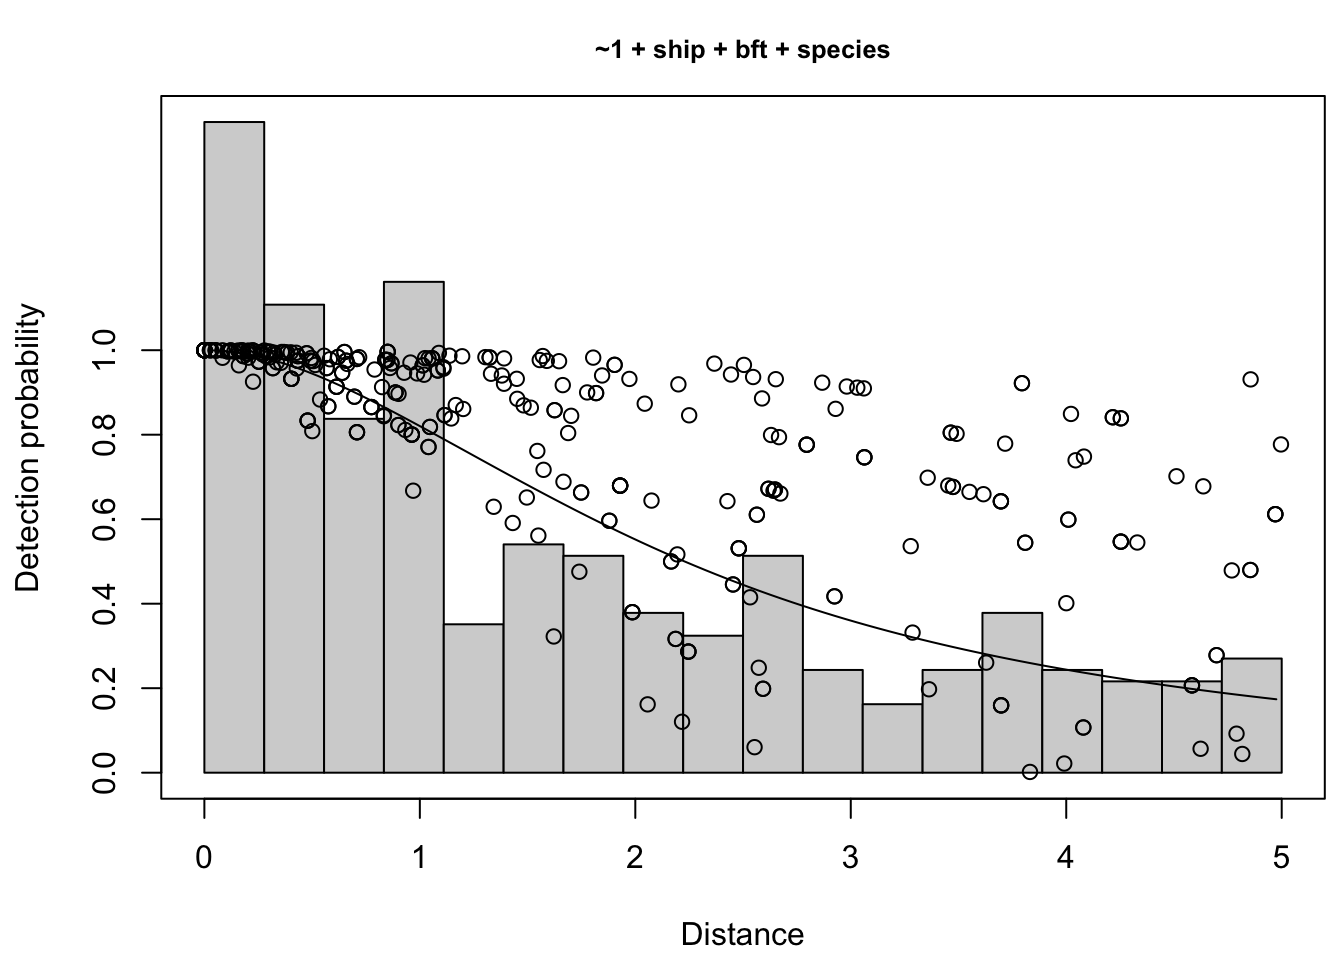 ~1 + ship + bft + species
Detection probability
1.0
0.8
0.6
0.4
0.2
0.0
0 1 2 3 4 5
Distance